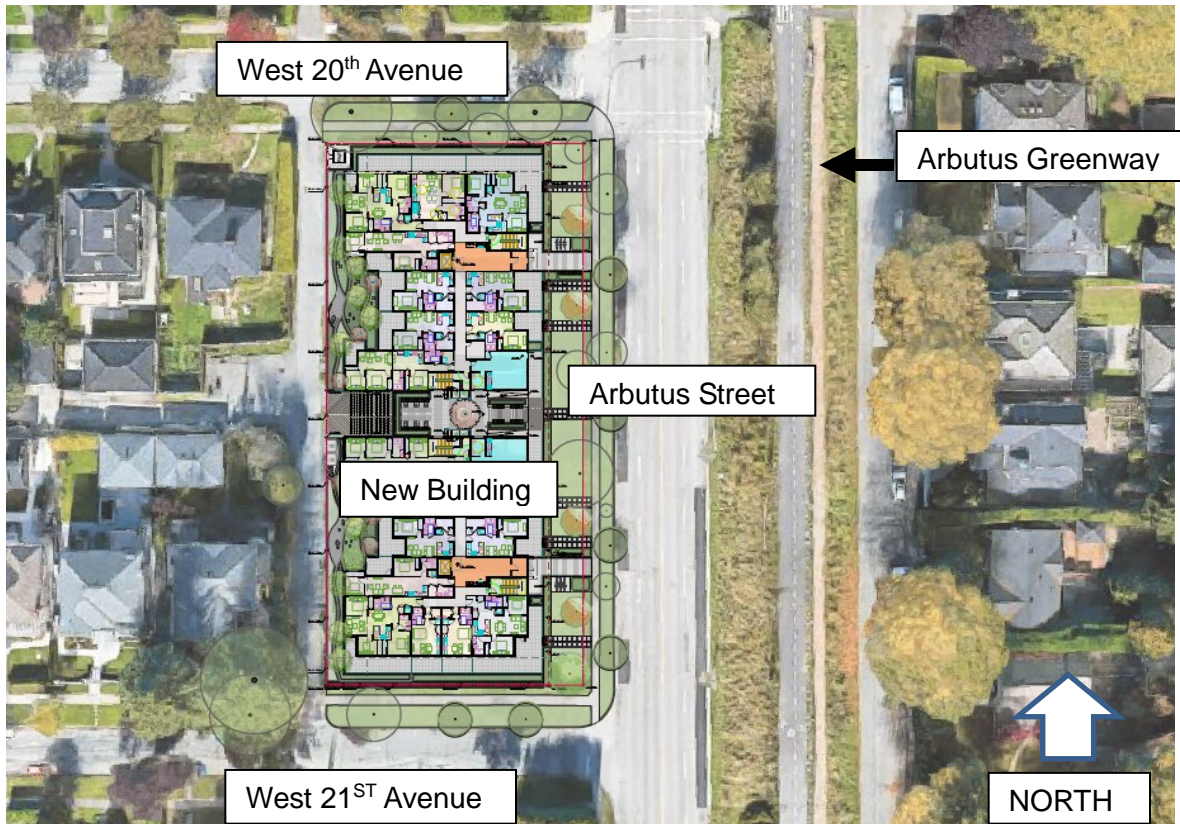 West 20th Avenue
Arbutus Greenway
Arbutus Street
New Building
West 21ST Avenue
NORTH